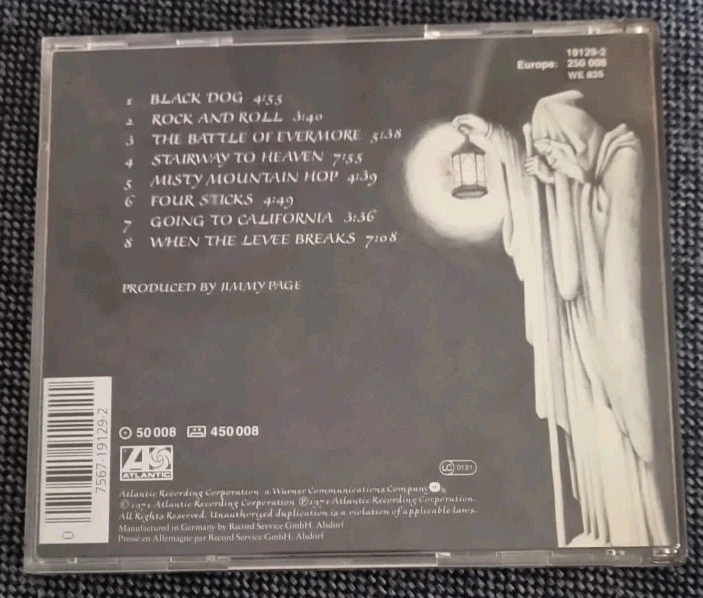 19129-2
Europe: 250 008
WE 835
1 BLACK DOG 4:55
2 ROCK AND ROLL 3:40
3 THE BATTLE OF EVERMORE 5:38
4 STAIRWAY TO HEAVEN 7:55
5 MISTY MOUNTAIN HOP 4:39
6 FOUR STICKS 4:49
7 GOING TO CALIFORNIA 3:36
8 WHEN THE LEVEE BREAKS 7:08
PRODUCED BY JIMMY PAGE
50 008 450 008
ATLANTIC
LC 0121
7567-19129-2
Atlantic Recording Corporation a Warner Communications Company
© 1971 Atlantic Recording Corporation ℗ 1971 Atlantic Recording Corporation.
All Rights Reserved. Unauthorized duplication is a violation of applicable laws.
Manufactured in Germany by Record Service GmbH. Alsdorf
Pressé en Allemagne par Record Service GmbH. Alsdorf